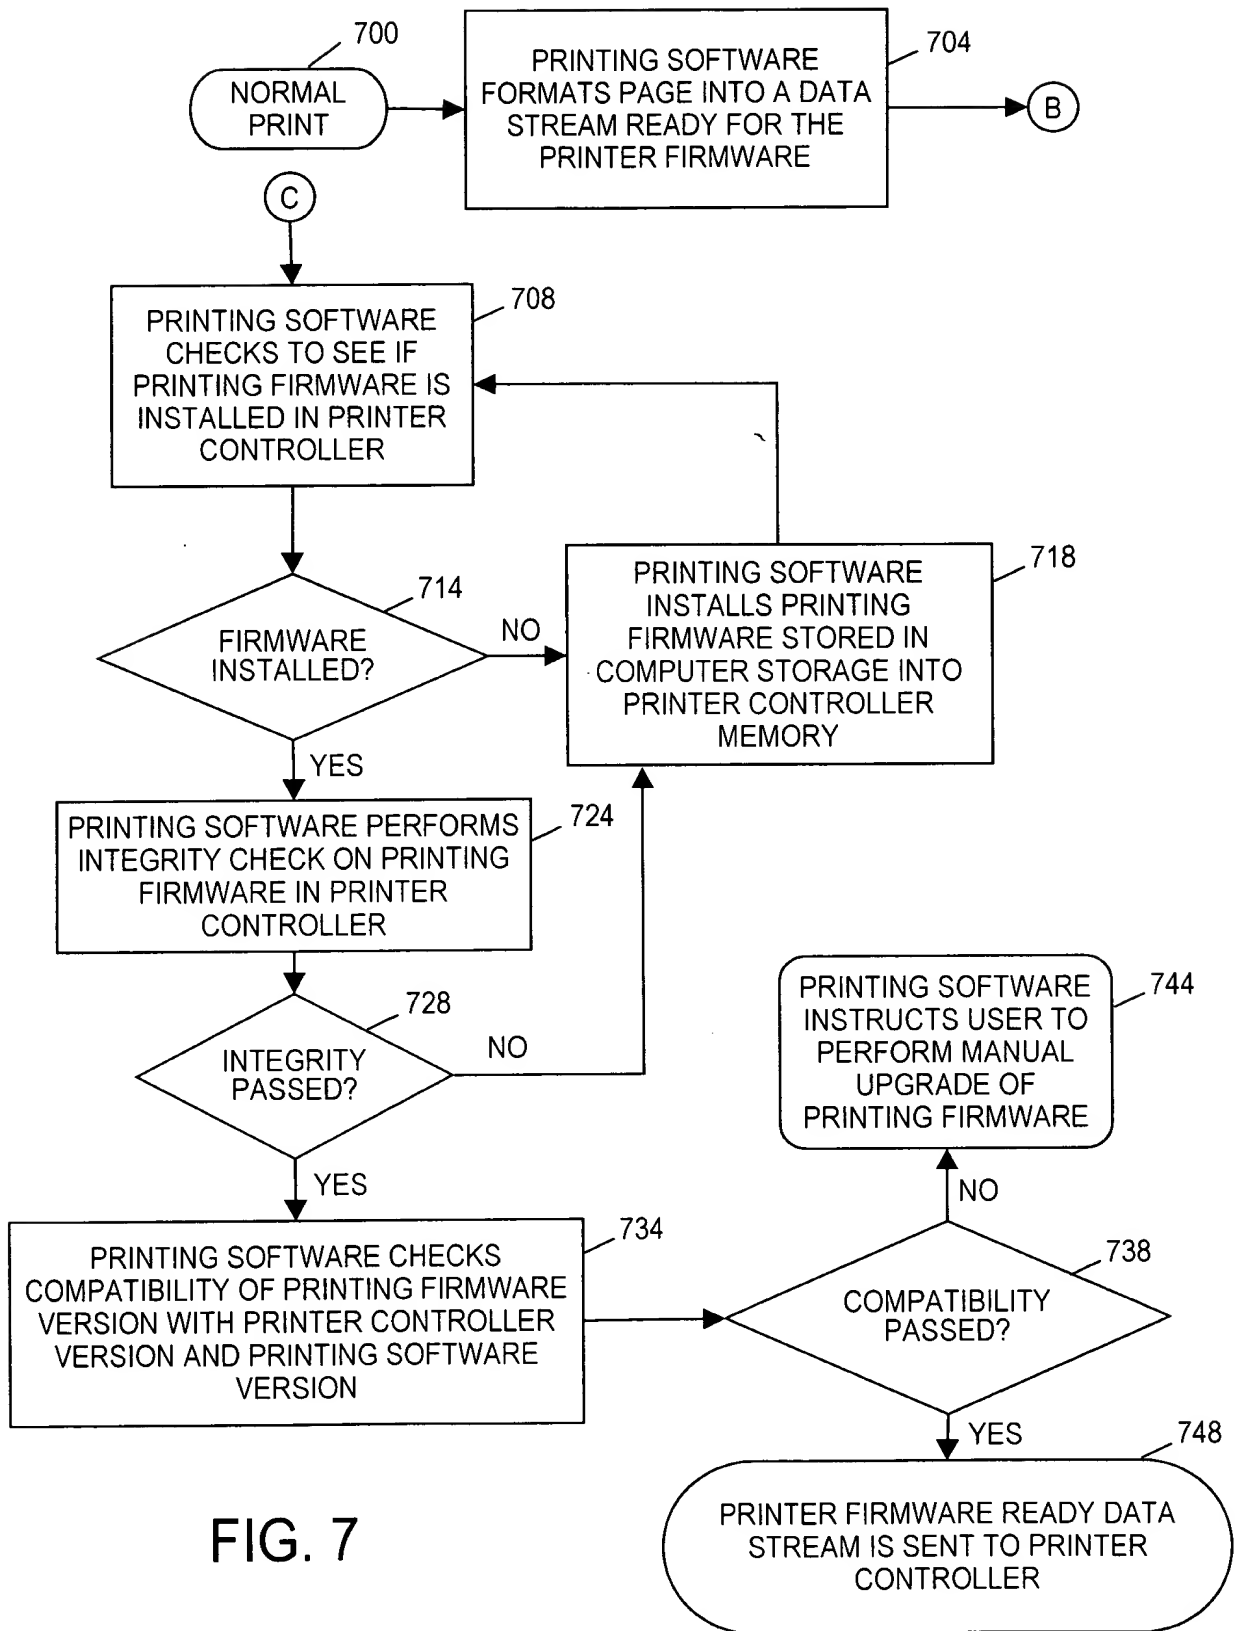 700
NORMAL
PRINT
PRINTING SOFTWARE
FORMATS PAGE INTO A DATA
STREAM READY FOR THE
PRINTER FIRMWARE
704
B
C
PRINTING SOFTWARE
CHECKS TO SEE IF
PRINTING FIRMWARE IS
INSTALLED IN PRINTER
CONTROLLER
708
FIRMWARE
INSTALLED?
714
NO
PRINTING SOFTWARE
INSTALLS PRINTING
FIRMWARE STORED IN
COMPUTER STORAGE INTO
PRINTER CONTROLLER
MEMORY
718
YES
PRINTING SOFTWARE PERFORMS
INTEGRITY CHECK ON PRINTING
FIRMWARE IN PRINTER
CONTROLLER
724
INTEGRITY
PASSED?
728
NO
YES
PRINTING SOFTWARE CHECKS
COMPATIBILITY OF PRINTING FIRMWARE
VERSION WITH PRINTER CONTROLLER
VERSION AND PRINTING SOFTWARE
VERSION
734
PRINTING SOFTWARE
INSTRUCTS USER TO
PERFORM MANUAL
UPGRADE OF
PRINTING FIRMWARE
744
NO
COMPATIBILITY
PASSED?
738
YES
748
PRINTER FIRMWARE READY DATA
STREAM IS SENT TO PRINTER
CONTROLLER
FIG. 7